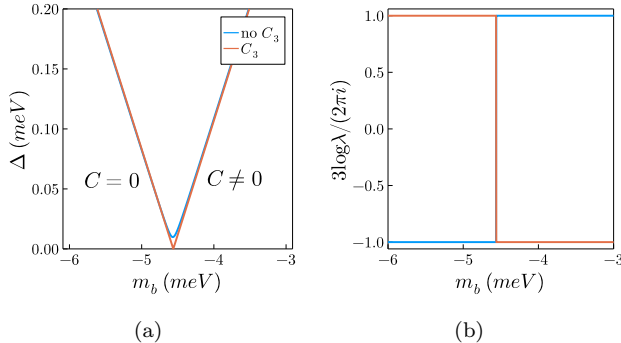 0.20
0.15
0.10
0.05
0.00
Δ (meV)
no C₃
C₃
C = 0
C ≠ 0
−6
−5
−4
−3
m_b (meV)
(a)
1.0
0.5
0.0
−0.5
−1.0
3logλ/(2πi)
−6
−5
−4
−3
m_b (meV)
(b)